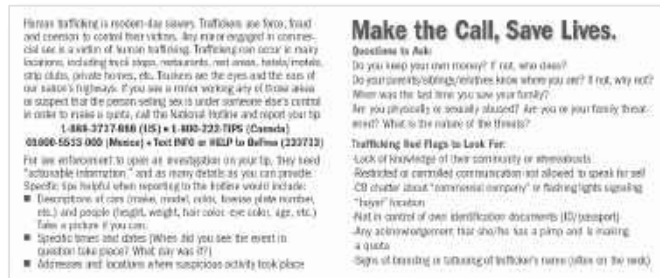 Human trafficking is modern-day slavery. Traffickers use force, fraud
and coercion to control their victims. Any minor engaged in commer-
cial sex is a victim of human trafficking. Trafficking can occur in many
locations, including truck stops, restaurants, rest areas, hotels/motels,
strip clubs, private homes, etc. Truckers are the eyes and the ears of
our nation's highways. If you see a minor working any of those areas
or suspect that the person selling sex is under someone else's control
in order to make a quota, call the National Hotline and report your tip:
1-888-3737-888 (US) • 1-800-222-TIPS (Canada)
01800-5533-000 (Mexico) • Text INFO or HELP to BeFree (233733)
For law enforcement to open an investigation on your tip, they need
"actionable information," and as many details as you can provide.
Specific tips helpful when reporting to the hotline would include:
■ Descriptions of cars (make, model, color, license plate number,
etc.) and people (height, weight, hair color, eye color, age, etc.)
Take a picture if you can.
■ Specific times and dates (When did you see the event in
question take place? What day was it?)
■ Addresses and locations where suspicious activity took place
Make the Call, Save Lives.
Questions to Ask:
Do you keep your own money? If not, who does?
Do your parents/siblings/relatives know where you are? If not, why not?
When was the last time you saw your family?
Are you physically or sexually abused? Are you or your family threat-
ened? What is the nature of the threats?
Trafficking Red Flags to Look For:
-Lack of knowledge of their community or whereabouts
-Restricted or controlled communication-not allowed to speak for self
-CB chatter about "commercial company" or flashing lights signaling
"buyer" location
-Not in control of own identification documents (ID/passport)
-Any acknowledgement that she/he has a pimp and is making
a quota
-Signs of branding or tattooing of trafficker's name (often on the neck)